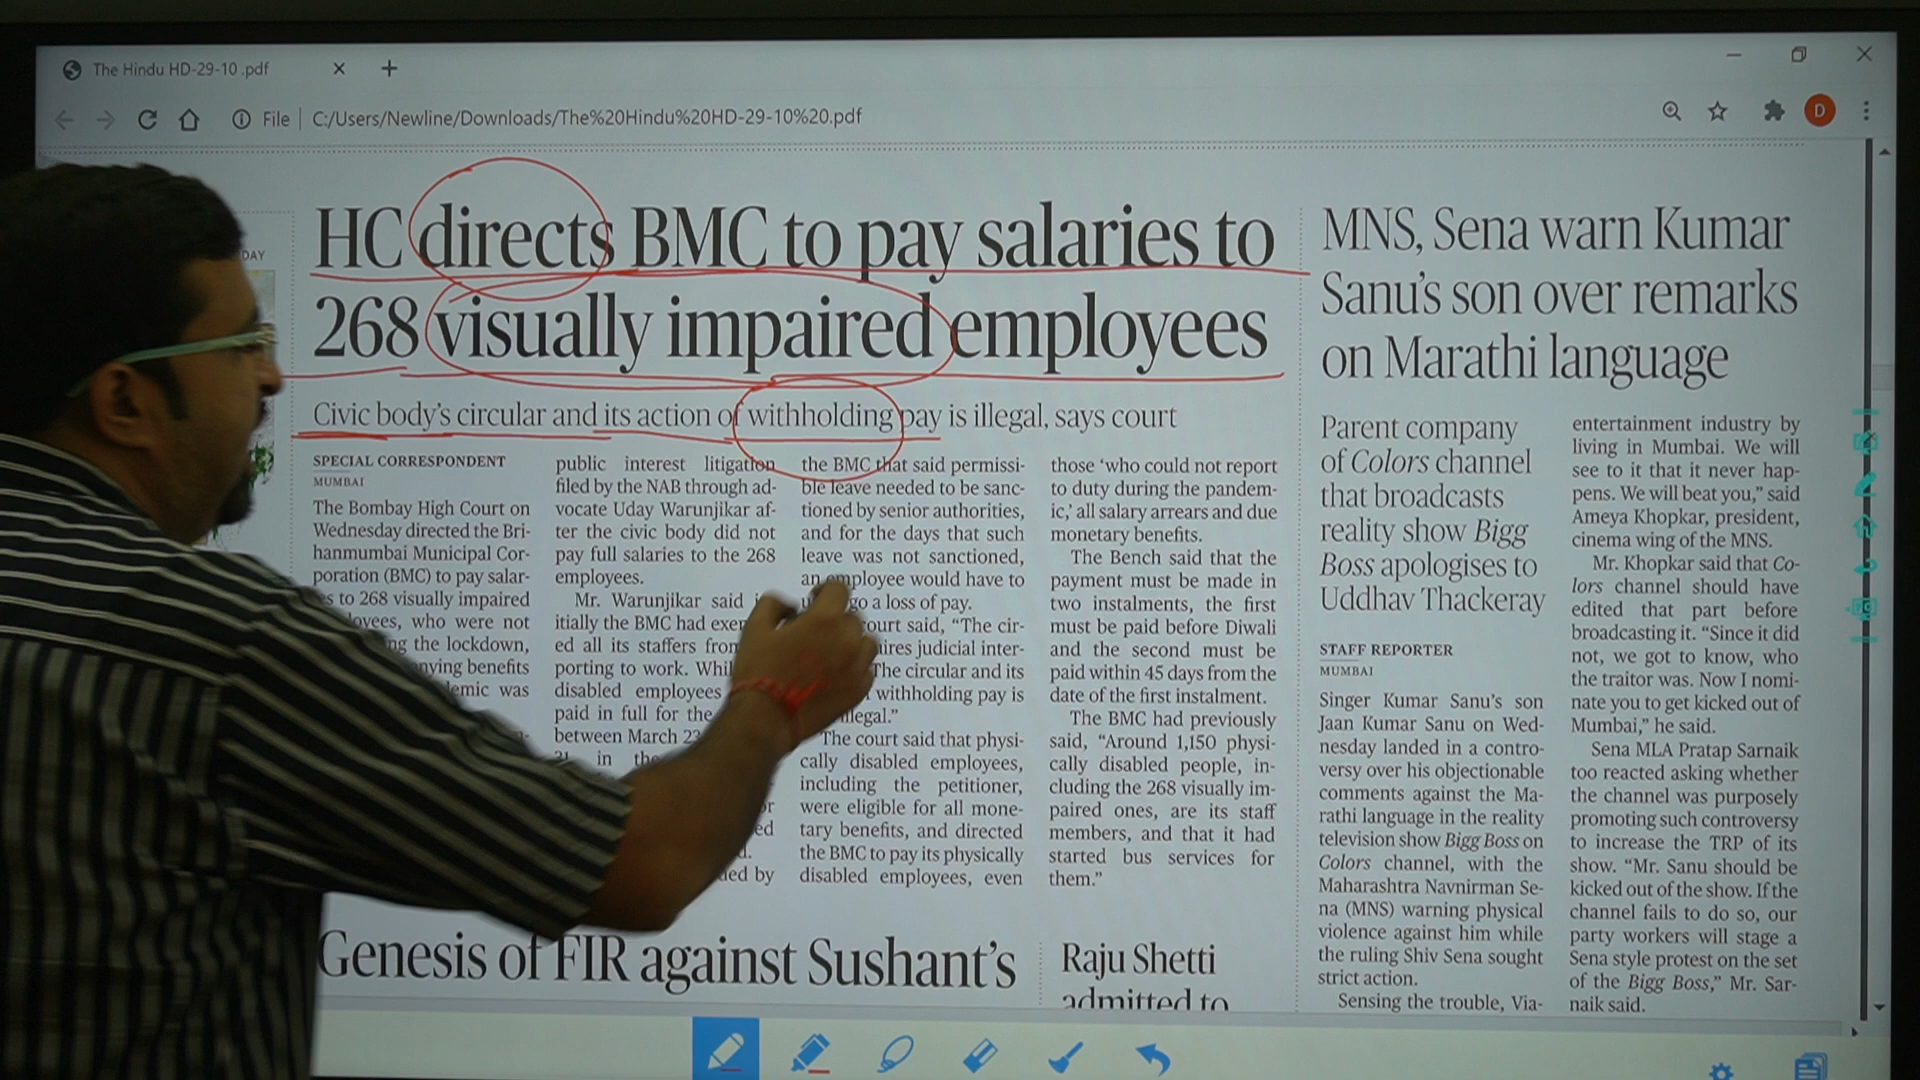 The Hindu HD-29-10 .pdf
File
C:/Users/Newline/Downloads/The%20Hindu%20HD-29-10%20.pdf
D
DAY
HC directs BMC to pay salaries to
268 visually impaired employees
Civic body's circular and its action of withholding pay is illegal, says court
SPECIAL CORRESPONDENT
MUMBAI
The Bombay High Court on
Wednesday directed the Bri-
hanmumbai Municipal Cor-
poration (BMC) to pay salar-
to 268 visually impaired
who were not
the lockdown,
benefits
was
public interest litigation
filed by the NAB through ad-
vocate Uday Warunjikar af-
ter the civic body did not
pay full salaries to the 268
employees.
Mr. Warunjikar said
itially the BMC had
ed all its staffers
porting to work.
disabled employees
paid in full for the
between March
in
by
the BMC that said permissi-
ble leave needed to be sanc-
tioned by senior authorities,
and for the days that such
leave was not sanctioned,
an employee would have to
go a loss of pay.
court said, "The cir-
judicial inter-
The circular and its
withholding pay is
illegal."
The court said that physi-
cally disabled employees,
including the petitioner,
were eligible for all mone-
tary benefits, and directed
the BMC to pay its physically
disabled employees, even
those 'who could not report
to duty during the pandem-
ic,' all salary arrears and due
monetary benefits.
The Bench said that the
payment must be made in
two instalments, the first
must be paid before Diwali
and the second must be
paid within 45 days from the
date of the first instalment.
The BMC had previously
said, "Around 1,150 physi-
cally disabled people, in-
cluding the 268 visually im-
paired ones, are its staff
members, and that it had
started bus services for
them."
MNS, Sena warn Kumar
Sanu's son over remarks
on Marathi language
Parent company
of Colors channel
that broadcasts
reality show Bigg
Boss apologises to
Uddhav Thackeray
STAFF REPORTER
MUMBAI
Singer Kumar Sanu's son
Jaan Kumar Sanu on Wed-
nesday landed in a contro-
versy over his objectionable
comments against the Ma-
rathi language in the reality
television show Bigg Boss on
Colors channel, with the
Maharashtra Navnirman Se-
na (MNS) warning physical
violence against him while
the ruling Shiv Sena sought
strict action.
Sensing the trouble, Via-
entertainment industry by
living in Mumbai. We will
see to it that it never hap-
pens. We will beat you," said
Ameya Khopkar, president,
cinema wing of the MNS.
Mr. Khopkar said that Co-
lors channel should have
edited that part before
broadcasting it. "Since it did
not, we got to know, who
the traitor was. Now I nomi-
nate you to get kicked out of
Mumbai," he said.
Sena MLA Pratap Sarnaik
too reacted asking whether
the channel was purposely
promoting such controversy
to increase the TRP of its
show. "Mr. Sanu should be
kicked out of the show. If the
channel fails to do so, our
party workers will stage a
Sena style protest on the set
of the Bigg Boss," Mr. Sar-
naik said.
Genesis of FIR against Sushant's
Raju Shetti
admitted to